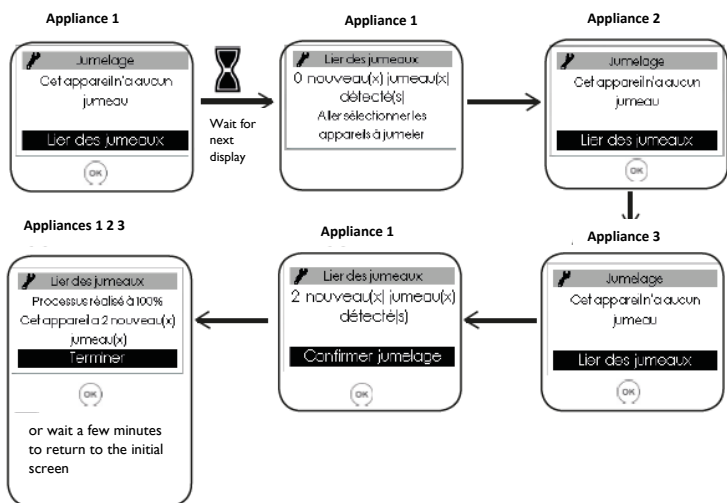 Appliance 1
Jumelage
Cet appareil n'a aucun
jumeau
Lier des jumeaux
OK
Wait for
next
display
Appliance 1
Lier des jumeaux
0 nouveau(x) jumeau(x)
détecté(s)
Aller sélectionner les
appareils à jumeler
Appliance 2
Jumelage
Cet appareil n'a aucun
jumeau
Lier des jumeaux
OK
Appliance 3
Jumelage
Cet appareil n'a aucun
jumeau
Lier des jumeaux
OK
Appliance 1
Lier des jumeaux
2 nouveau(x) jumeau(x)
détecté(s)
Confirmer jumelage
OK
Appliances 1 2 3
Lier des jumeaux
Processus réalisé à 100%
Cet appareil a 2 nouveau(x)
jumeau(x)
Terminer
OK
or wait a few minutes
to return to the initial
screen